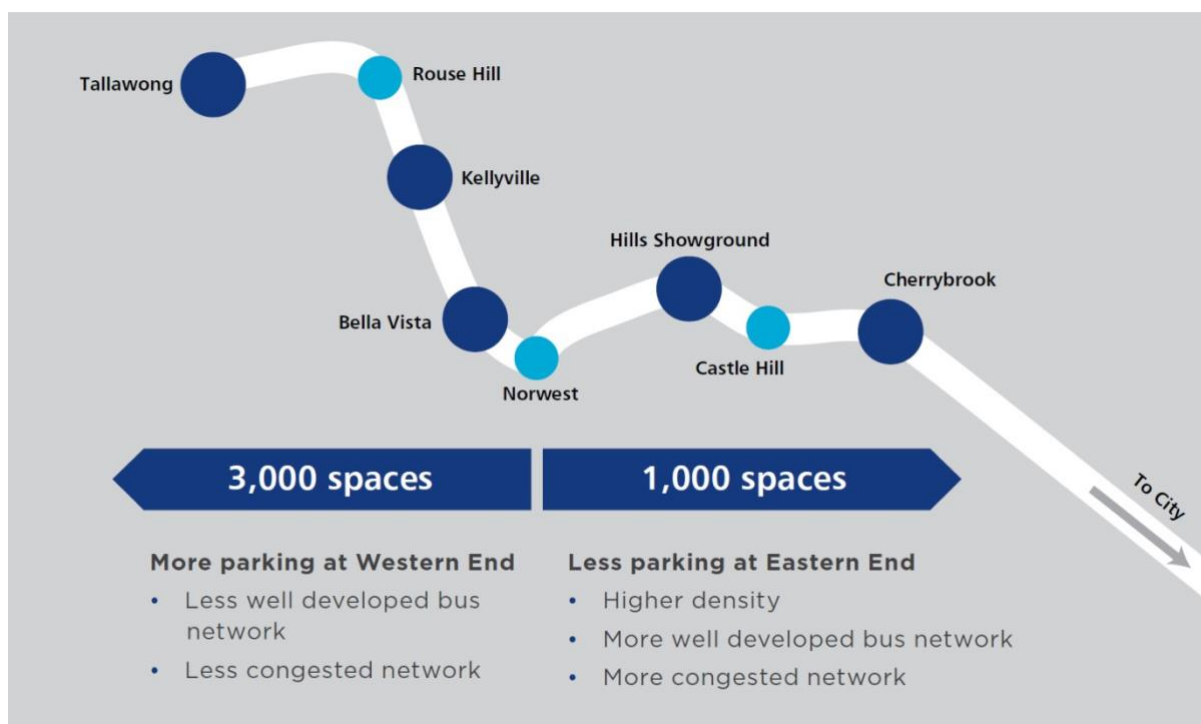 Tallawong
Rouse Hill
Kellyville
Hills Showground
Cherrybrook
Bella Vista
Castle Hill
Norwest
3,000 spaces
1,000 spaces
To City
More parking at Western End
• Less well developed bus
network
• Less congested network
Less parking at Eastern End
• Higher density
• More well developed bus network
• More congested network